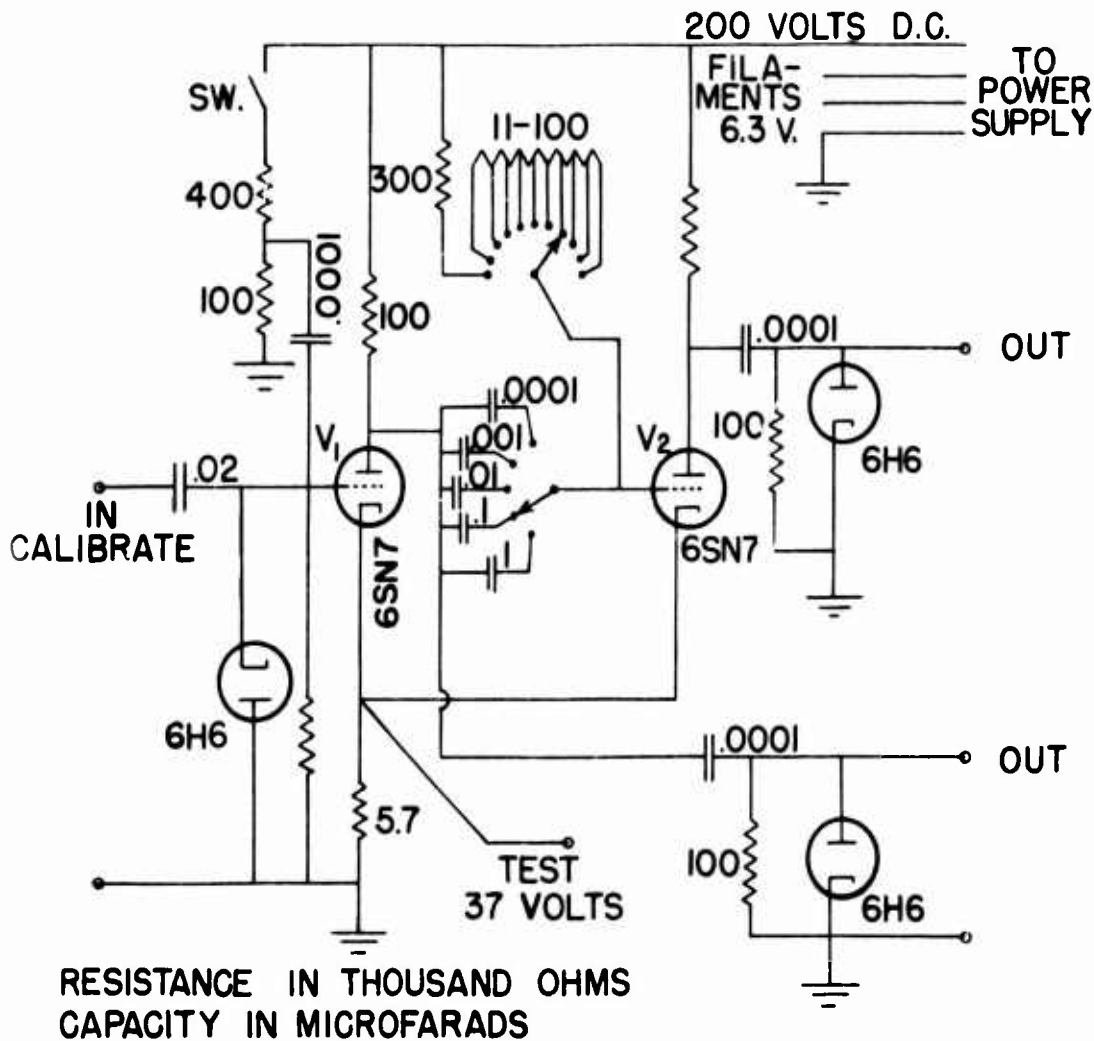 200 VOLTS D.C.
FILA-
MENTS
6.3 V.
TO
POWER
SUPPLY
SW.
11-100
300
400
.0001
100
100
.0001
OUT
.0001
V1
.001
V2
100
6H6
.02
.01
IN
CALIBRATE
.1
6SN7
6SN7
1
6H6
.0001
OUT
5.7
TEST
37 VOLTS
100
6H6
RESISTANCE IN THOUSAND OHMS
CAPACITY IN MICROFARADS